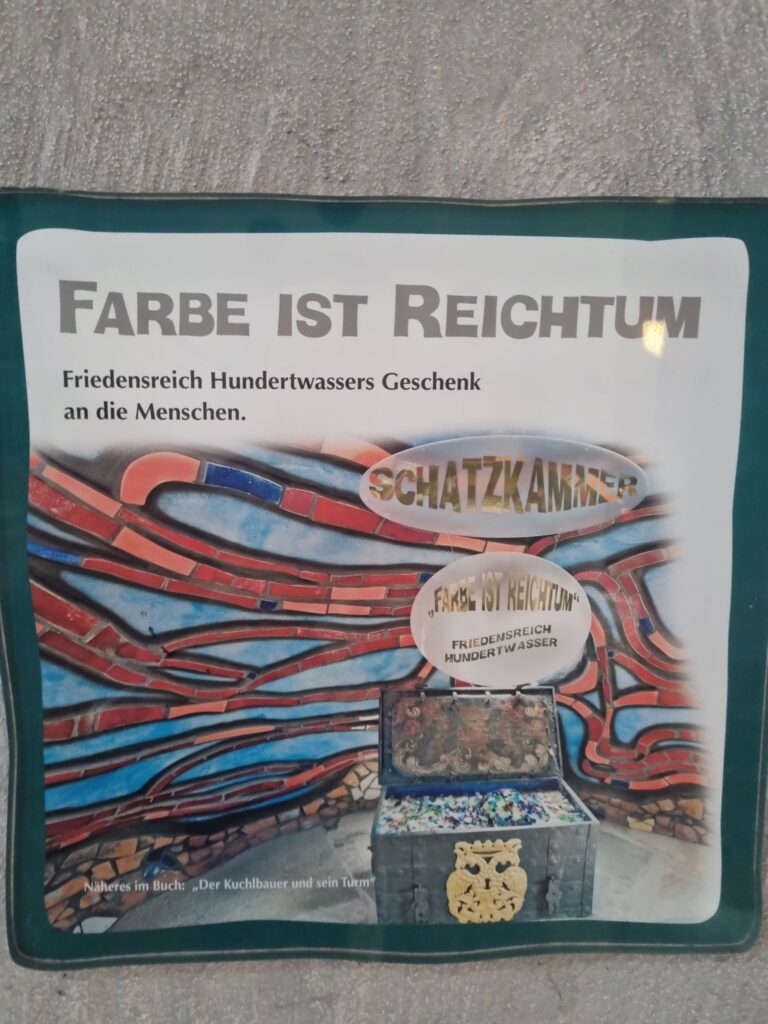 FARBE IST REICHTUM
Friedensreich Hundertwassers Geschenk
an die Menschen.
SCHATZKAMMER
„FARBE IST REICHTUM“
FRIEDENSREICH
HUNDERTWASSER
Näheres im Buch: „Der Kuchlbauer und sein Turm“